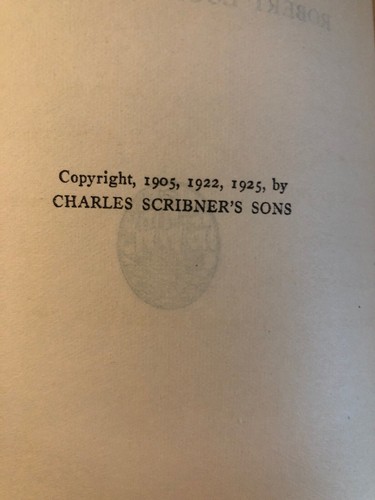 Copyright, 1905, 1922, 1925, by
CHARLES SCRIBNER'S SONS